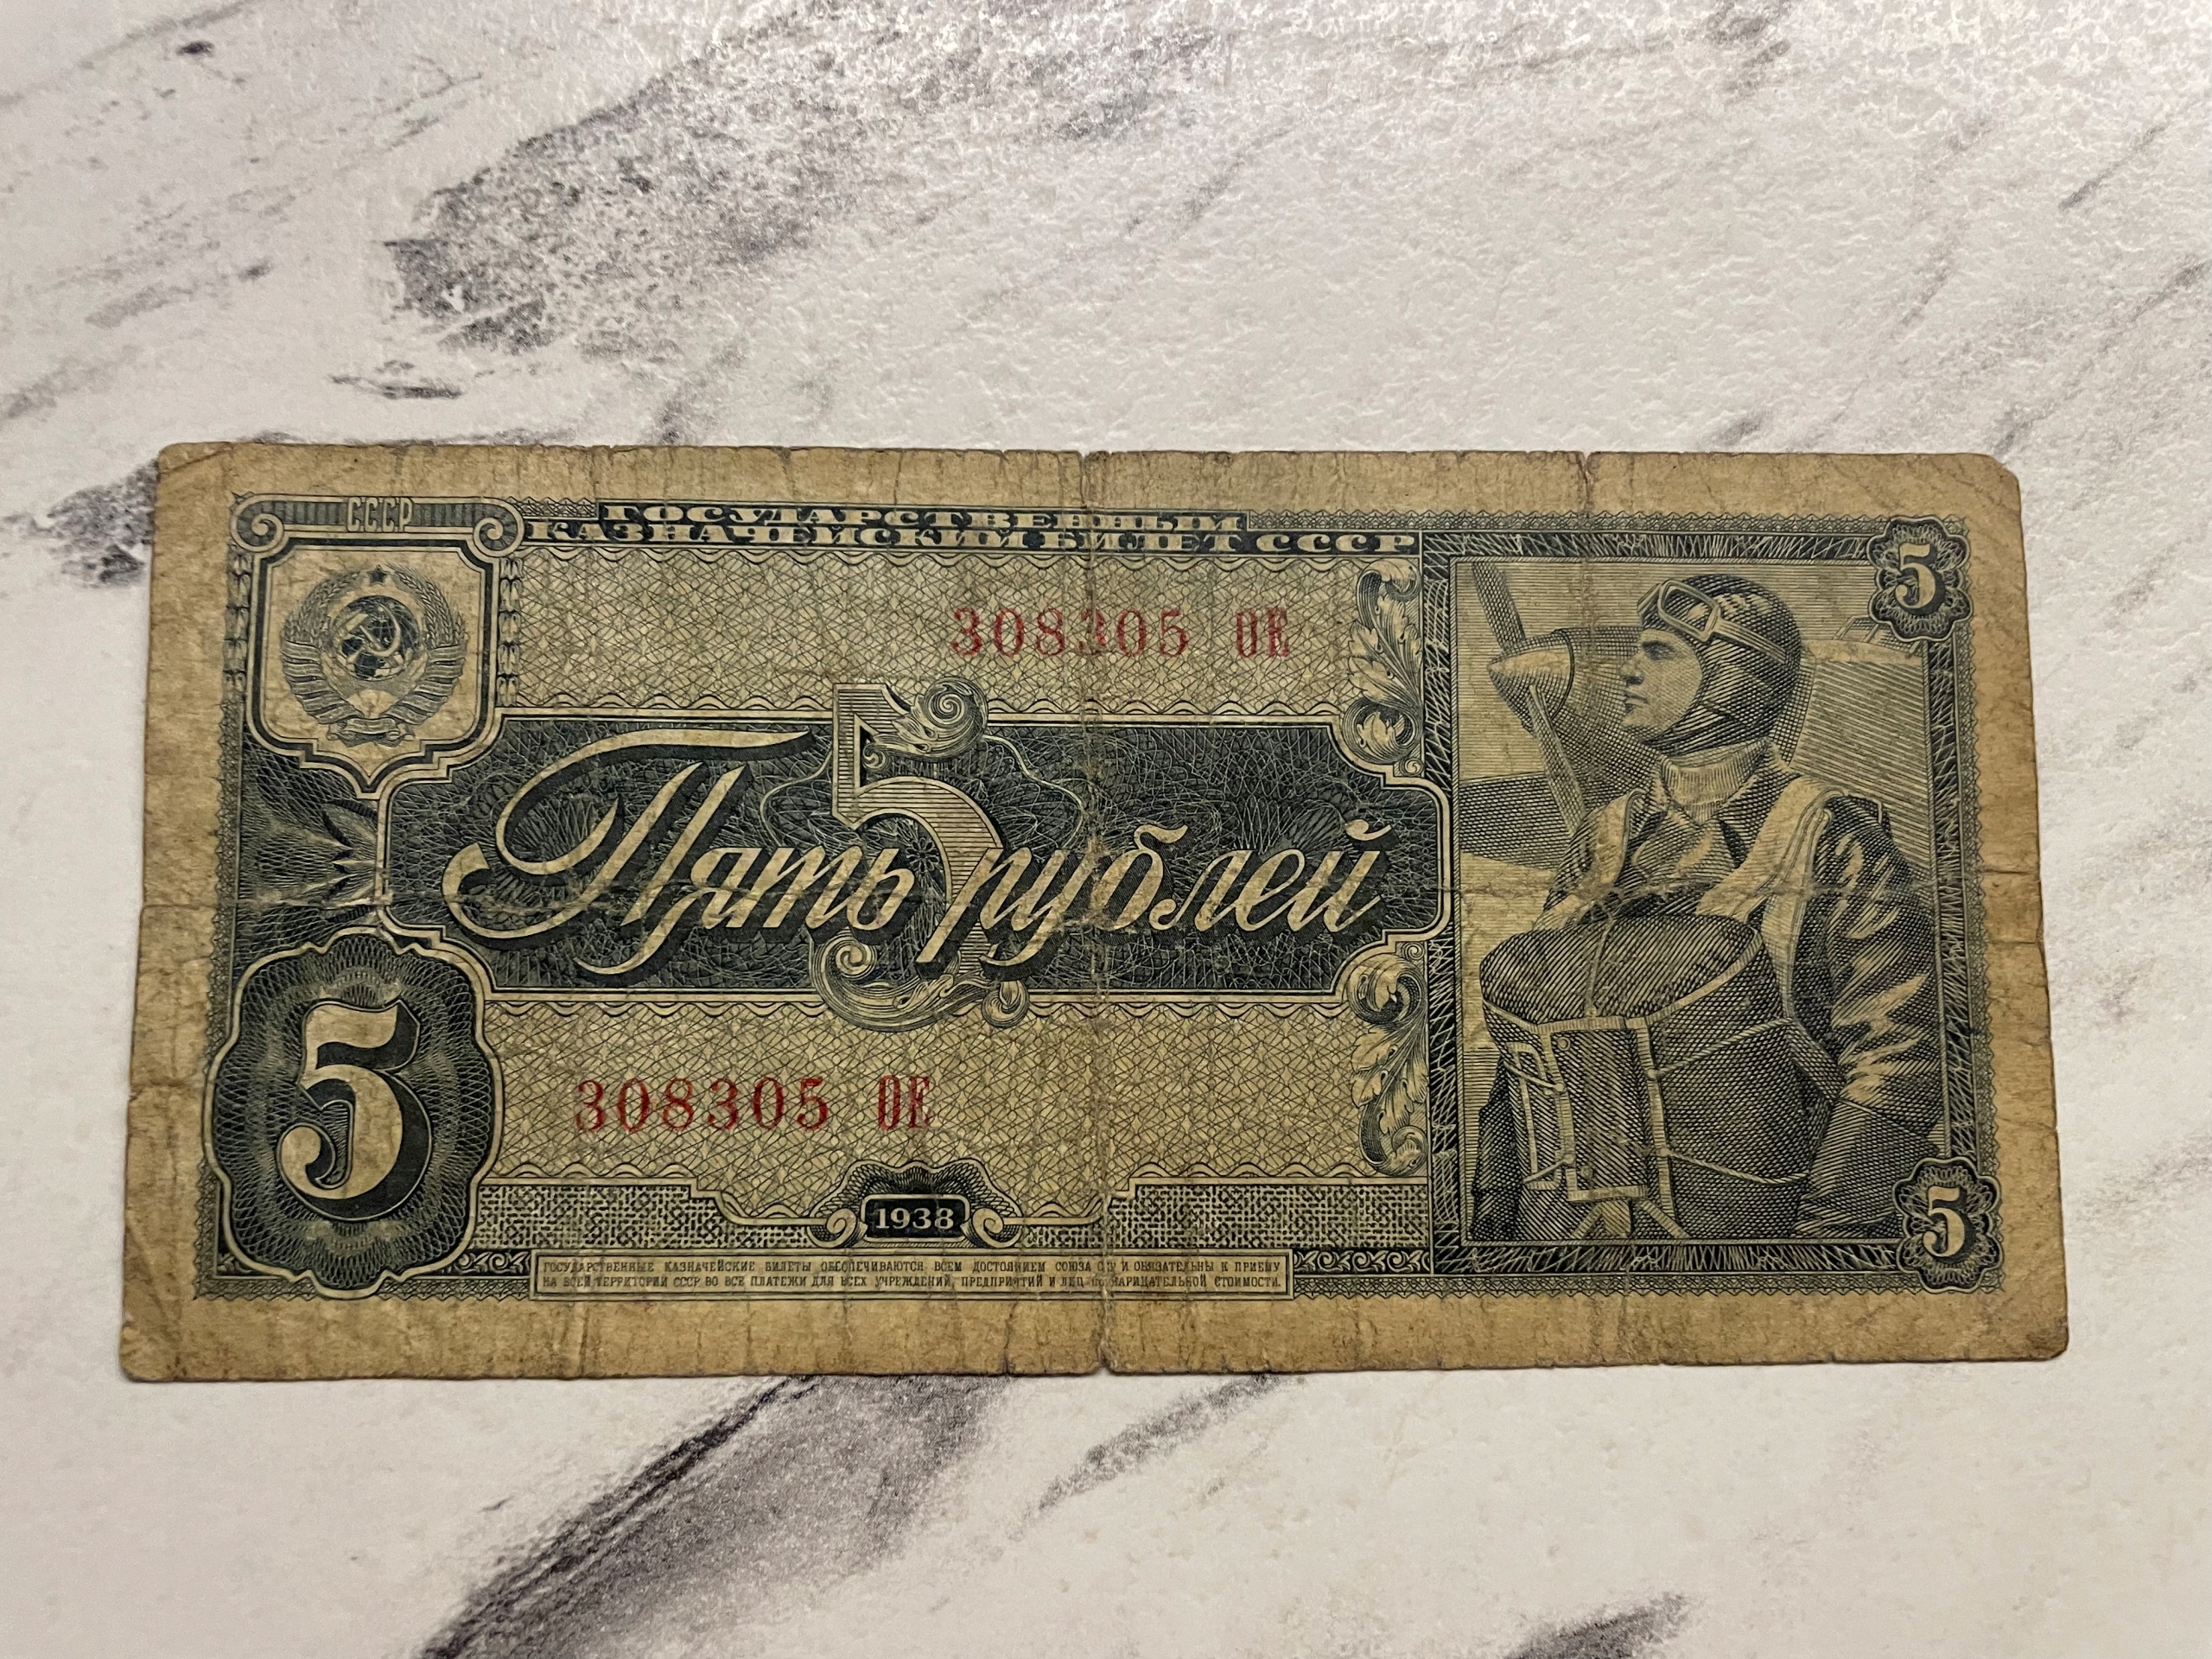 СССР
ГОСУДАРСТВЕННЫЙ
КАЗНАЧЕЙСКИЙ БИЛЕТ СССР
5
308305 ОЕ
5
Пять рублей
5
308305 ОЕ
1938
5
ГОСУДАРСТВЕННЫЕ КАЗНАЧЕЙСКИЕ БИЛЕТЫ ОБЕСПЕЧИВАЮТСЯ ВСЕМ ДОСТОЯНИЕМ СОЮЗА ССР И ОБЯЗАТЕЛЬНЫ К ПРИЕМУ
НА ВСЕЙ ТЕРРИТОРИИ СССР ВО ВСЕ ПЛАТЕЖИ ДЛЯ ВСЕХ УЧРЕЖДЕНИЙ, ПРЕДПРИЯТИЙ И ЛИЦ ПО НАРИЦАТЕЛЬНОЙ СТОИМОСТИ.